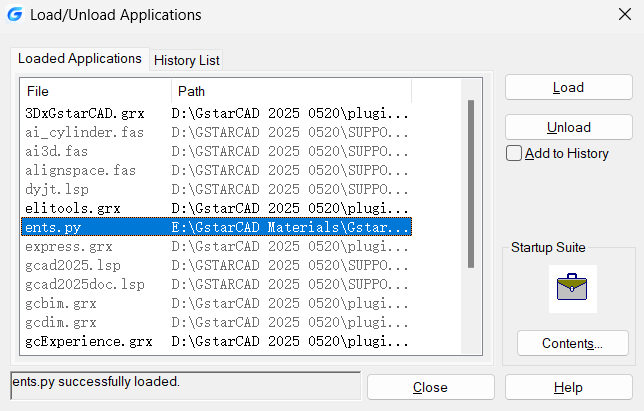 Load/Unload Applications
Loaded Applications History List
File Path
3DxGstarCAD.grx D:\GstarCAD 2025 0520\plugi...
ai_cylinder.fas D:\GSTARCAD 2025 0520\SUPPO...
ai3d.fas D:\GSTARCAD 2025 0520\SUPPO...
alignspace.fas D:\GSTARCAD 2025 0520\SUPPO...
dyjt.lsp D:\GSTARCAD 2025 0520\SUPPO...
elitools.grx D:\GstarCAD 2025 0520\plugi...
ents.py E:\GstarCAD Materials\Gstar...
express.grx D:\GstarCAD 2025 0520\plugi...
gcad2025.lsp D:\GSTARCAD 2025 0520\SUPPO...
gcad2025doc.lsp D:\GSTARCAD 2025 0520\SUPPO...
gcbim.grx D:\GstarCAD 2025 0520\plugi...
gcdim.grx D:\GstarCAD 2025 0520\plugi...
gcExperience.grx D:\GstarCAD 2025 0520\plugi...
Load
Unload
Add to History
Startup Suite
Contents...
ents.py successfully loaded.
Close
Help